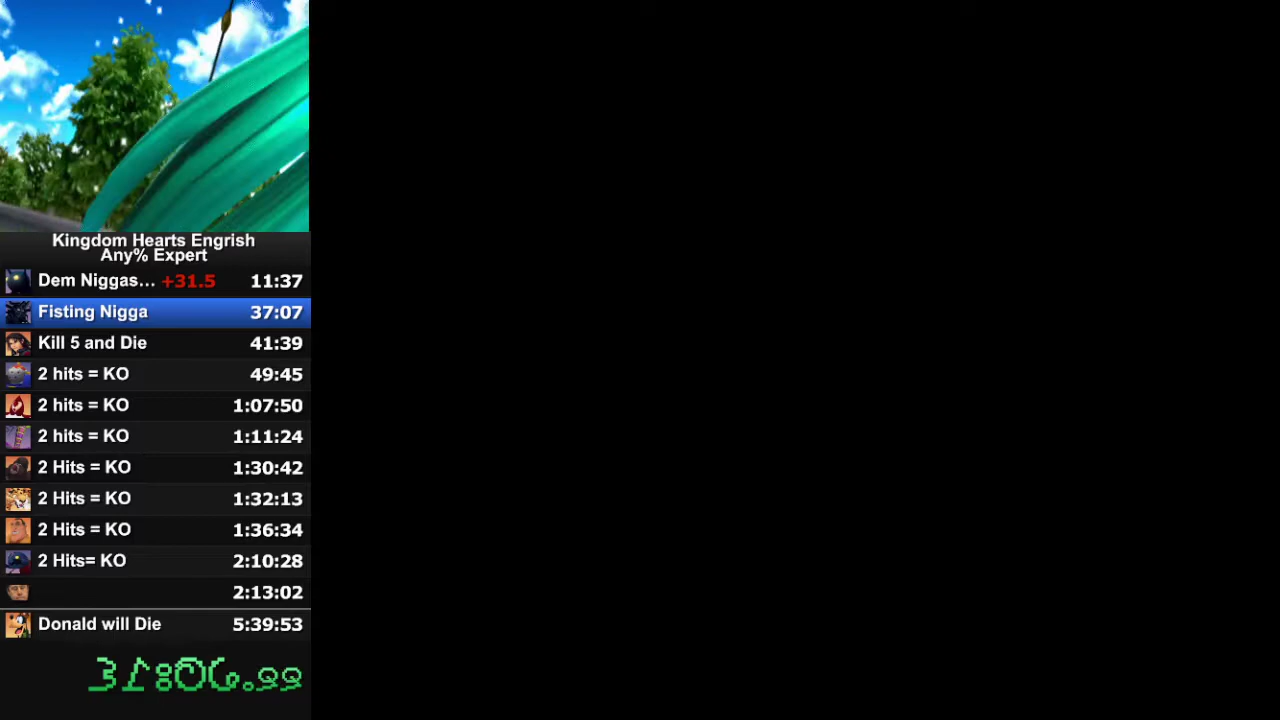 Kingdom Hearts Engrish
Any% Expert
Dem Niggas... +31.5 11:37
Fisting Nigga 37:07
Kill 5 and Die 41:39
2 hits = KO 49:45
2 hits = KO 1:07:50
2 hits = KO 1:11:24
2 Hits = KO 1:30:42
2 Hits = KO 1:32:13
2 Hits = KO 1:36:34
2 Hits= KO 2:10:28
2:13:02
Donald will Die 5:39:53